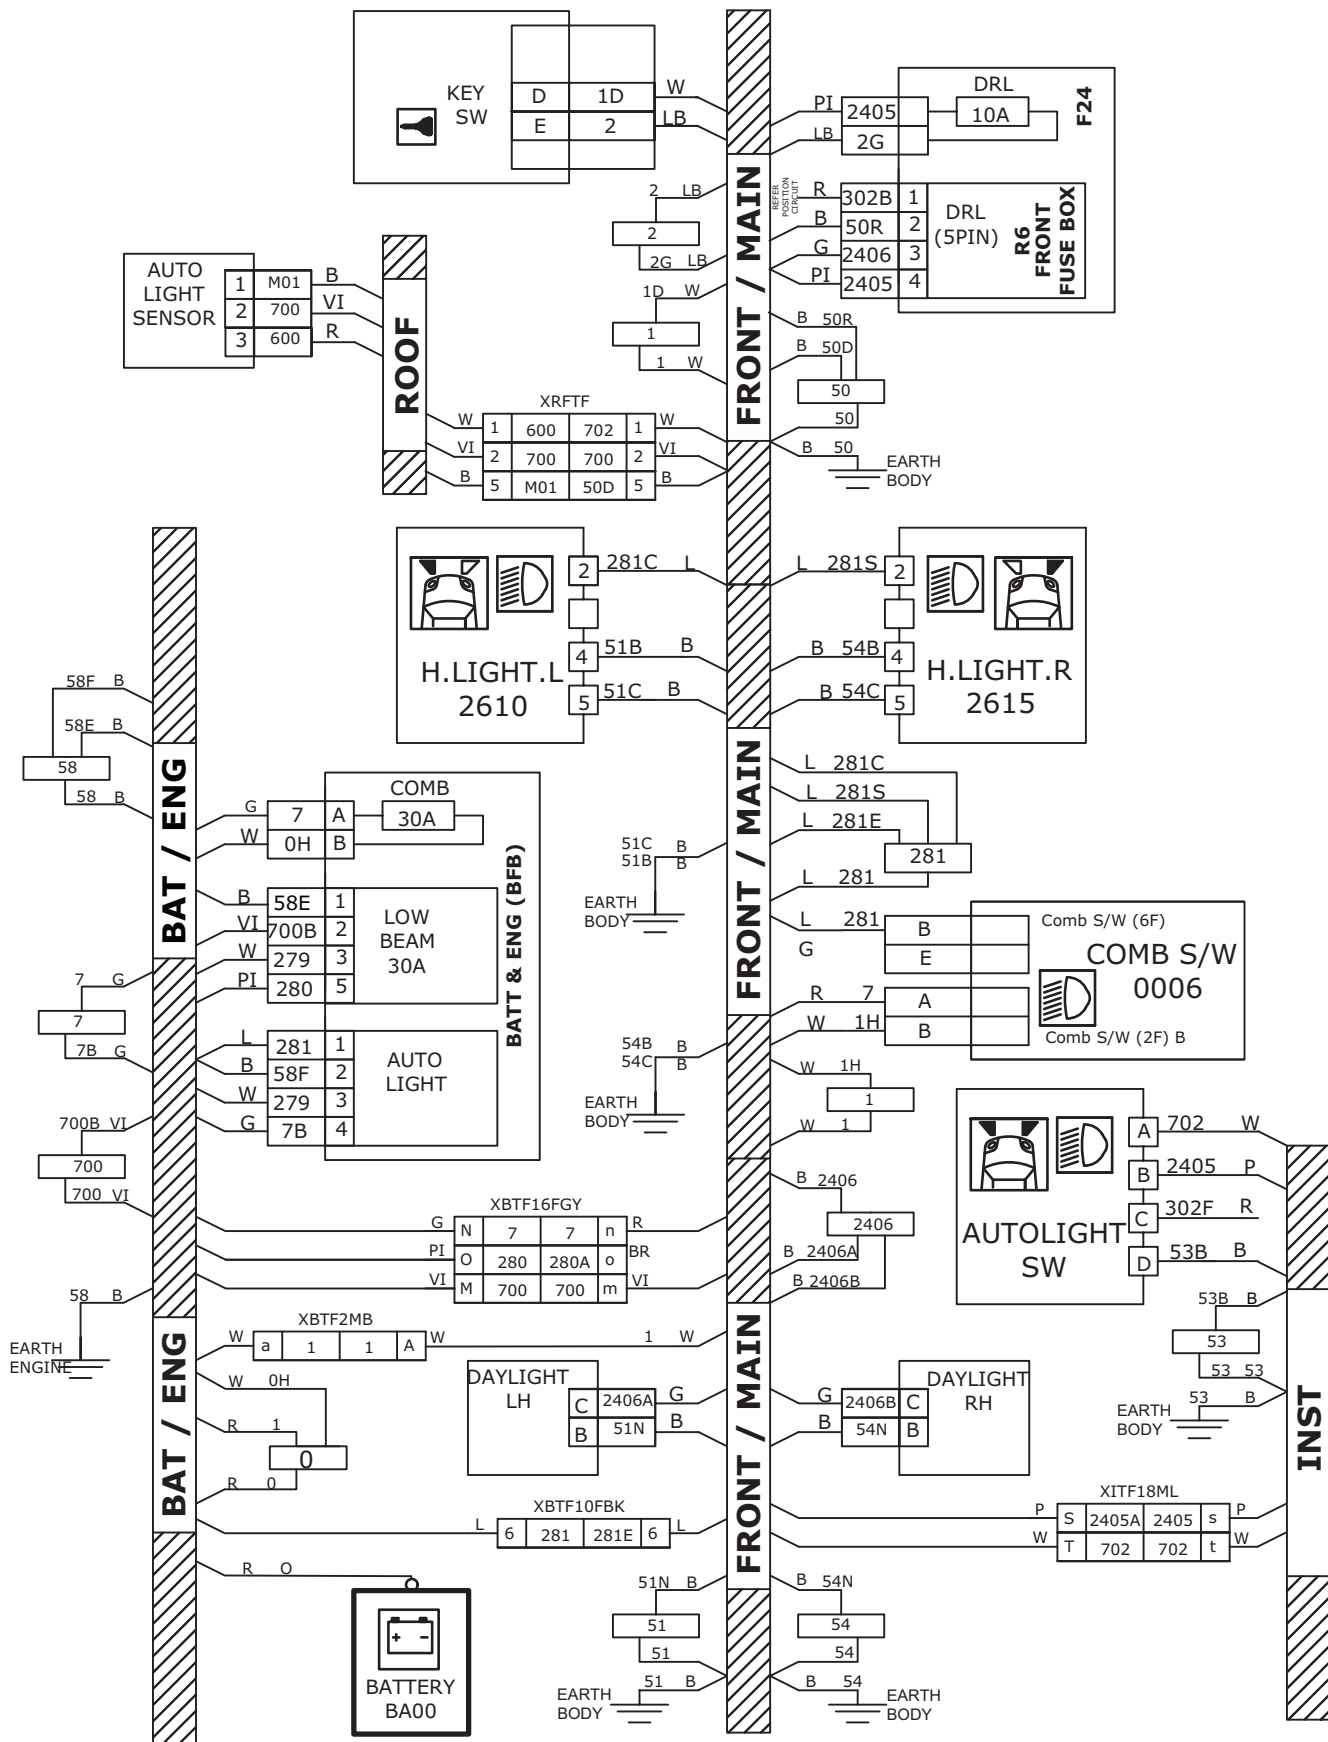 KEY
SW
D 1D W
E 2 LB
PI 2405
LB 2G
DRL
10A
F24
REFER
POSITION
CIRCUIT
R 302B 1
B 50R 2
G 2406 3
PI 2405 4
DRL
(5PIN)
R6
FRONT
FUSE BOX
2 LB
2
2G LB
1D W
1
1 W
FRONT / MAIN
B 50R
B 50D
50
50
B 50
EARTH
BODY
AUTO
LIGHT
SENSOR
1 M01 B
2 700 VI
3 600 R
ROOF
XRFTF
W 1 600 702 1 W
VI 2 700 700 2 VI
B 5 M01 50D 5 B
H.LIGHT.L
2610
2 281C L
4 51B B
5 51C B
L 281S 2
B 54B 4
B 54C 5
H.LIGHT.R
2615
58F B
58E B
58
58 B
BAT / ENG
COMB
30A
G 7 A
W 0H B
B 58E 1
VI 700B 2
W 279 3
PI 280 5
LOW
BEAM
30A
L 281 1
B 58F 2
W 279 3
G 7B 4
AUTO
LIGHT
BATT & ENG (BFB)
7 G
7
7B G
700B VI
700
700 VI
58 B
EARTH
ENGINE
FRONT / MAIN
L 281C
L 281S
L 281E
281
L 281
51C B
51B B
EARTH
BODY
L 281 B
G E
R 7 A
W 1H B
Comb S/W (6F)
COMB S/W
0006
Comb S/W (2F) B
54B B
54C B
EARTH
BODY
W 1H
1
W 1
AUTOLIGHT
SW
A 702 W
B 2405 P
C 302F R
D 53B B
B 2406
2406
B 2406A
B 2406B
XBTF16FGY
G N 7 7 n R
PI O 280 280A o BR
VI M 700 700 m VI
53B B
53
53 53
53 B
EARTH
BODY
INST
BAT / ENG
XBTF2MB
W a 1 1 A W
1 W
W 0H
R 1
0
R 0
DAYLIGHT
LH
C 2406A G
B 51N B
FRONT / MAIN
G 2406B C
B 54N B
DAYLIGHT
RH
XBTF10FBK
L 6 281 281E 6 L
XITF18ML
P S 2405A 2405 s P
W T 702 702 t W
R O
+ -
BATTERY
BA00
51N B
51
51
51 B
EARTH
BODY
B 54N
54
54
B 54
EARTH
BODY